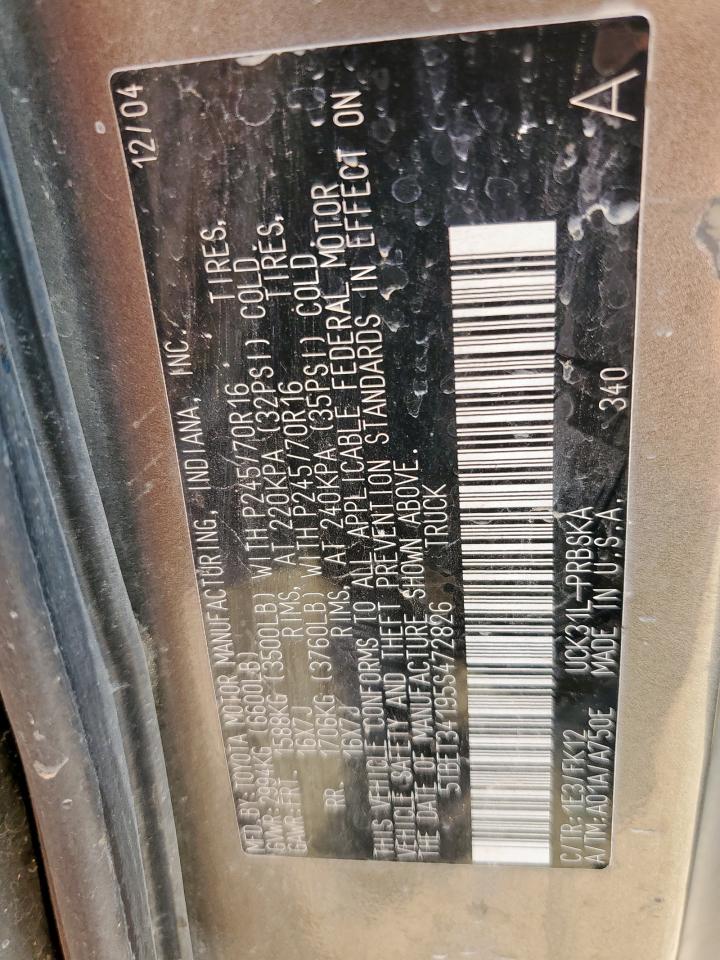 MFD.BY:TOYOTA MOTOR MANUFACTURING, INDIANA, INC. 12/04
GVWR:2994KG (6600LB)
GAWR:FRT- 1588KG (3500LB) WITH P245/70R16 TIRES,
16X7J RIMS, AT 220KPA (32PSI) COLD.
RR. 1706KG (3760LB) WITH P245/70R16 TIRES,
16X7J RIMS, AT 240KPA (35PSI) COLD.
THIS VEHICLE CONFORMS TO ALL APPLICABLE FEDERAL MOTOR
VEHICLE SAFETY AND THEFT PREVENTION STANDARDS IN EFFECT ON
THE DATE OF MANUFACTURE SHOWN ABOVE.
5TBET34195S472826 TRUCK
C/TR:1E3/FK12 UCK31L-PRBSKA 340
A/TM:A01A/A750E MADE IN U.S.A.
A